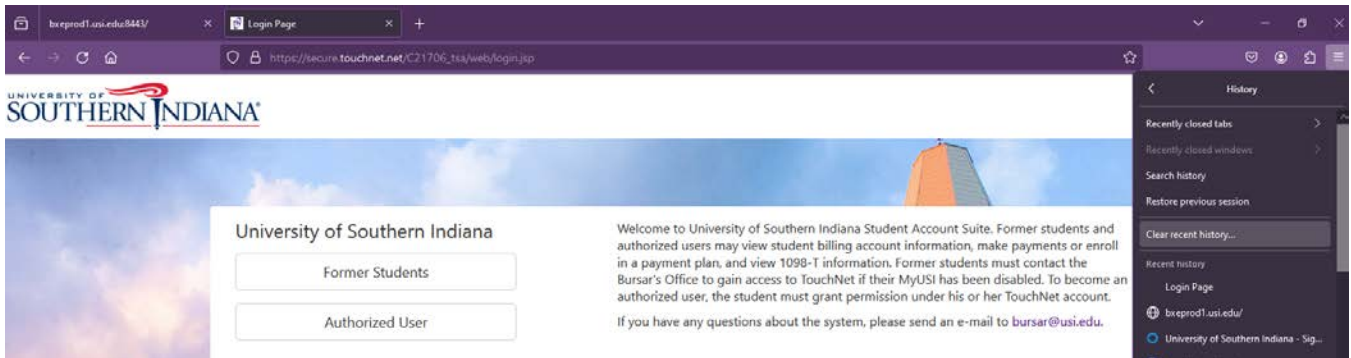 bxeprod1.usi.edu:8443/
Login Page
https://secure.touchnet.net/C21706_tsa/web/login.jsp
UNIVERSITY OF
SOUTHERN INDIANA
History
Recently closed tabs
Recently closed windows
Search history
Restore previous session
Clear recent history...
Recent history
Login Page
bxeprod1.usi.edu/
University of Southern Indiana - Sig...
University of Southern Indiana
Former Students
Authorized User
Welcome to University of Southern Indiana Student Account Suite. Former students and
authorized users may view student billing account information, make payments or enroll
in a payment plan, and view 1098-T information. Former students must contact the
Bursar's Office to gain access to TouchNet if their MyUSI has been disabled. To become an
authorized user, the student must grant permission under his or her TouchNet account.
If you have any questions about the system, please send an e-mail to bursar@usi.edu.